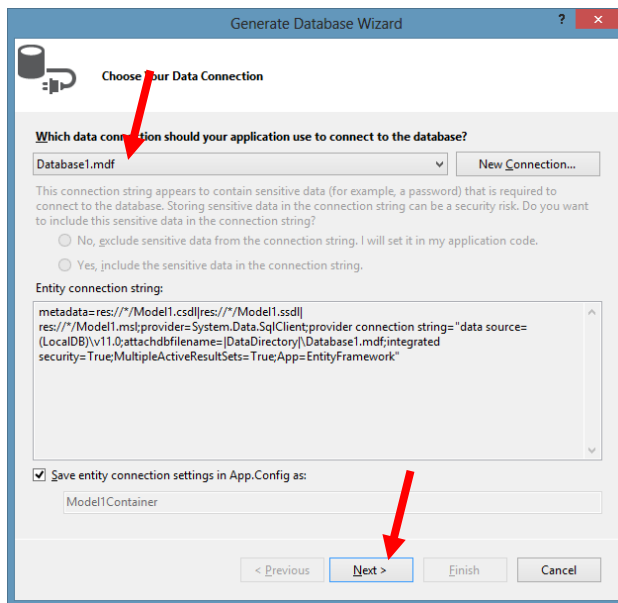 Generate Database Wizard
?
Choose Your Data Connection
Which data connection should your application use to connect to the database?
Database1.mdf
New Connection...
This connection string appears to contain sensitive data (for example, a password) that is required to
connect to the database. Storing sensitive data in the connection string can be a security risk. Do you want
to include this sensitive data in the connection string?
No, exclude sensitive data from the connection string. I will set it in my application code.
Yes, include the sensitive data in the connection string.
Entity connection string:
metadata=res://*/Model1.csdl|res://*/Model1.ssdl|
res://*/Model1.msl;provider=System.Data.SqlClient;provider connection string="data source=
(LocalDB)\v11.0;attachdbfilename=|DataDirectory|\Database1.mdf;integrated
security=True;MultipleActiveResultSets=True;App=EntityFramework"
Save entity connection settings in App.Config as:
Model1Container
< Previous
Next >
Finish
Cancel